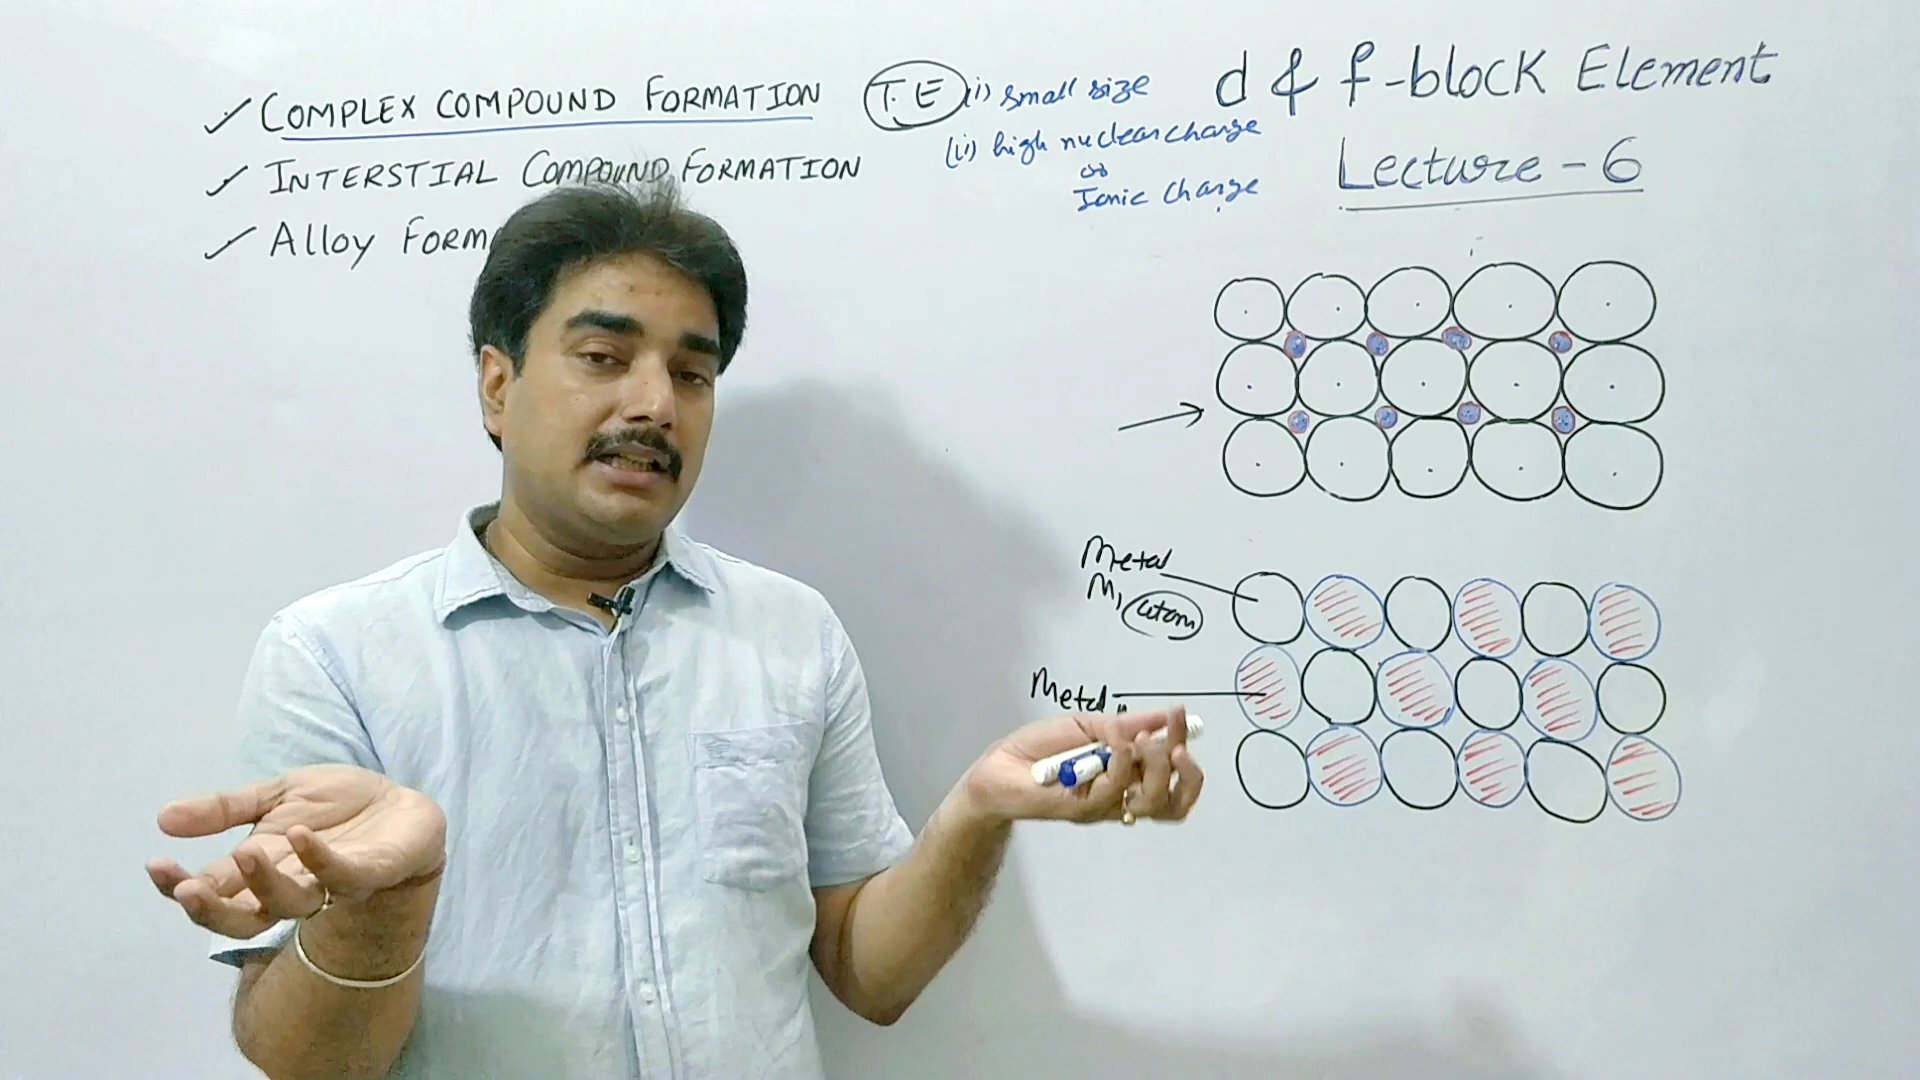 ✓ COMPLEX COMPOUND FORMATION
✓ INTERSTIAL COMPOUND FORMATION
✓ Alloy FORM
T.E (i) small size
(ii) high nuclear charge
or
Ionic charge
d & f-block Element
Lecture-6
Metal
M1 atom
Metal